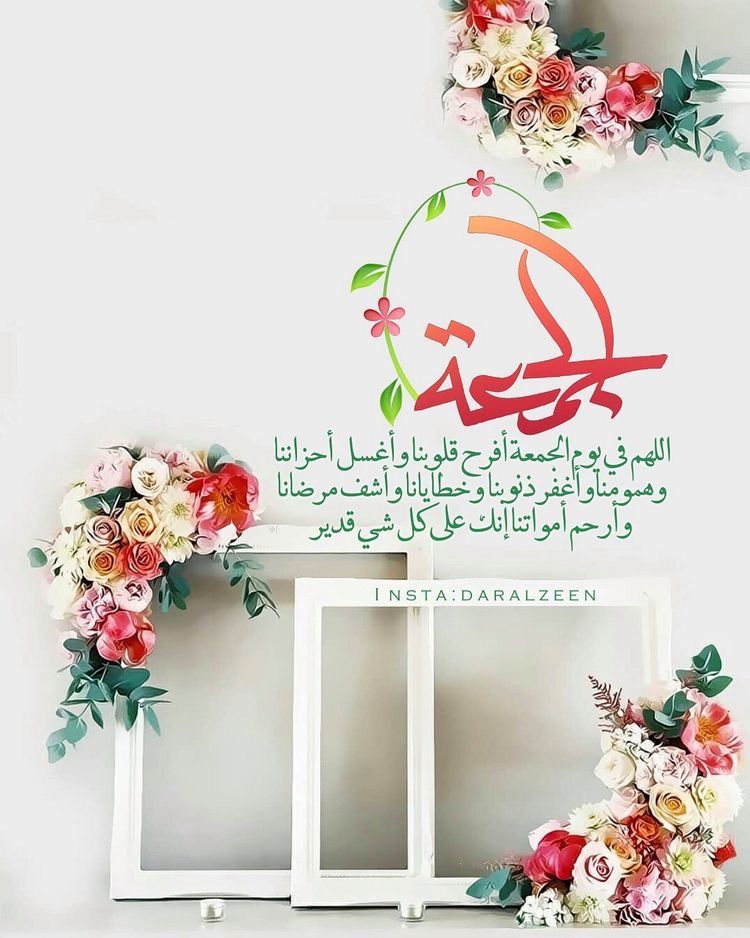 الجمعة
اللهم في يوم الجمعة أفرح قلوبنا وأغسل أحزاننا
وهمومنا وأغفر ذنوبنا وخطايانا وأشف مرضانا
وأرحم أمواتنا إنك على كل شي قدير
Insta:daralzeen